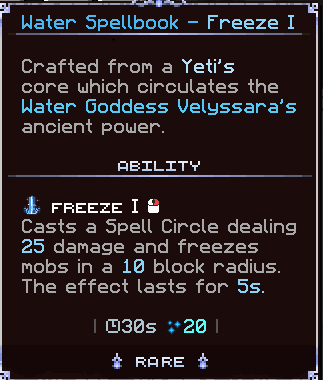 Water Spellbook - Freeze I
Crafted from a Yeti's
core which circulates the
Water Goddess Velyssara's
ancient power.
ABILITY
FREEZE I
Casts a Spell Circle dealing
25 damage and freezes
mobs in a 10 block radius.
The effect lasts for 5s.
| 30s 20 |
RARE